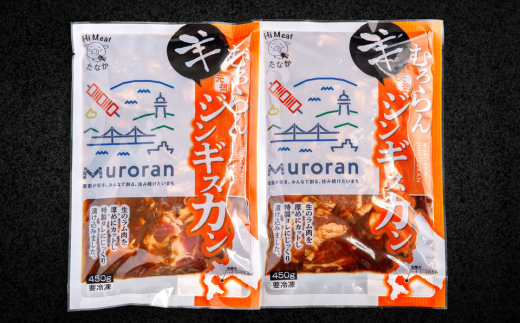 Hi Meat
たなか
羊
むろらん
元祖
ジンギスカン
Muroran
生のラム肉を
厚めにカットし
特製タレにじっくり
漬け込みました。
450g
要冷凍
Hi Meat
たなか
羊
むろらん
元祖
ジンギスカン
Muroran
生のラム肉を
厚めにカットし
特製タレにじっくり
漬け込みました。
450g
要冷凍